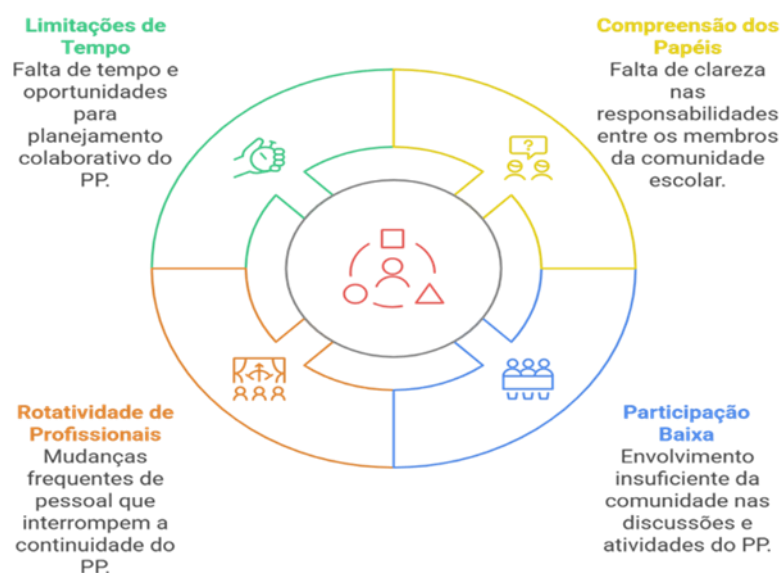 Limitações de
Tempo
Falta de tempo e
oportunidades
para
planejamento
colaborativo do
PP.
Compreensão dos
Papéis
Falta de clareza
nas
responsabilidades
entre os membros
da comunidade
escolar.
?
Rotatividade de
Profissionais
Mudanças
frequentes de
pessoal que
interrompem a
continuidade do
PP.
Participação
Baixa
Envolvimento
insuficiente da
comunidade nas
discussões e
atividades do PP.